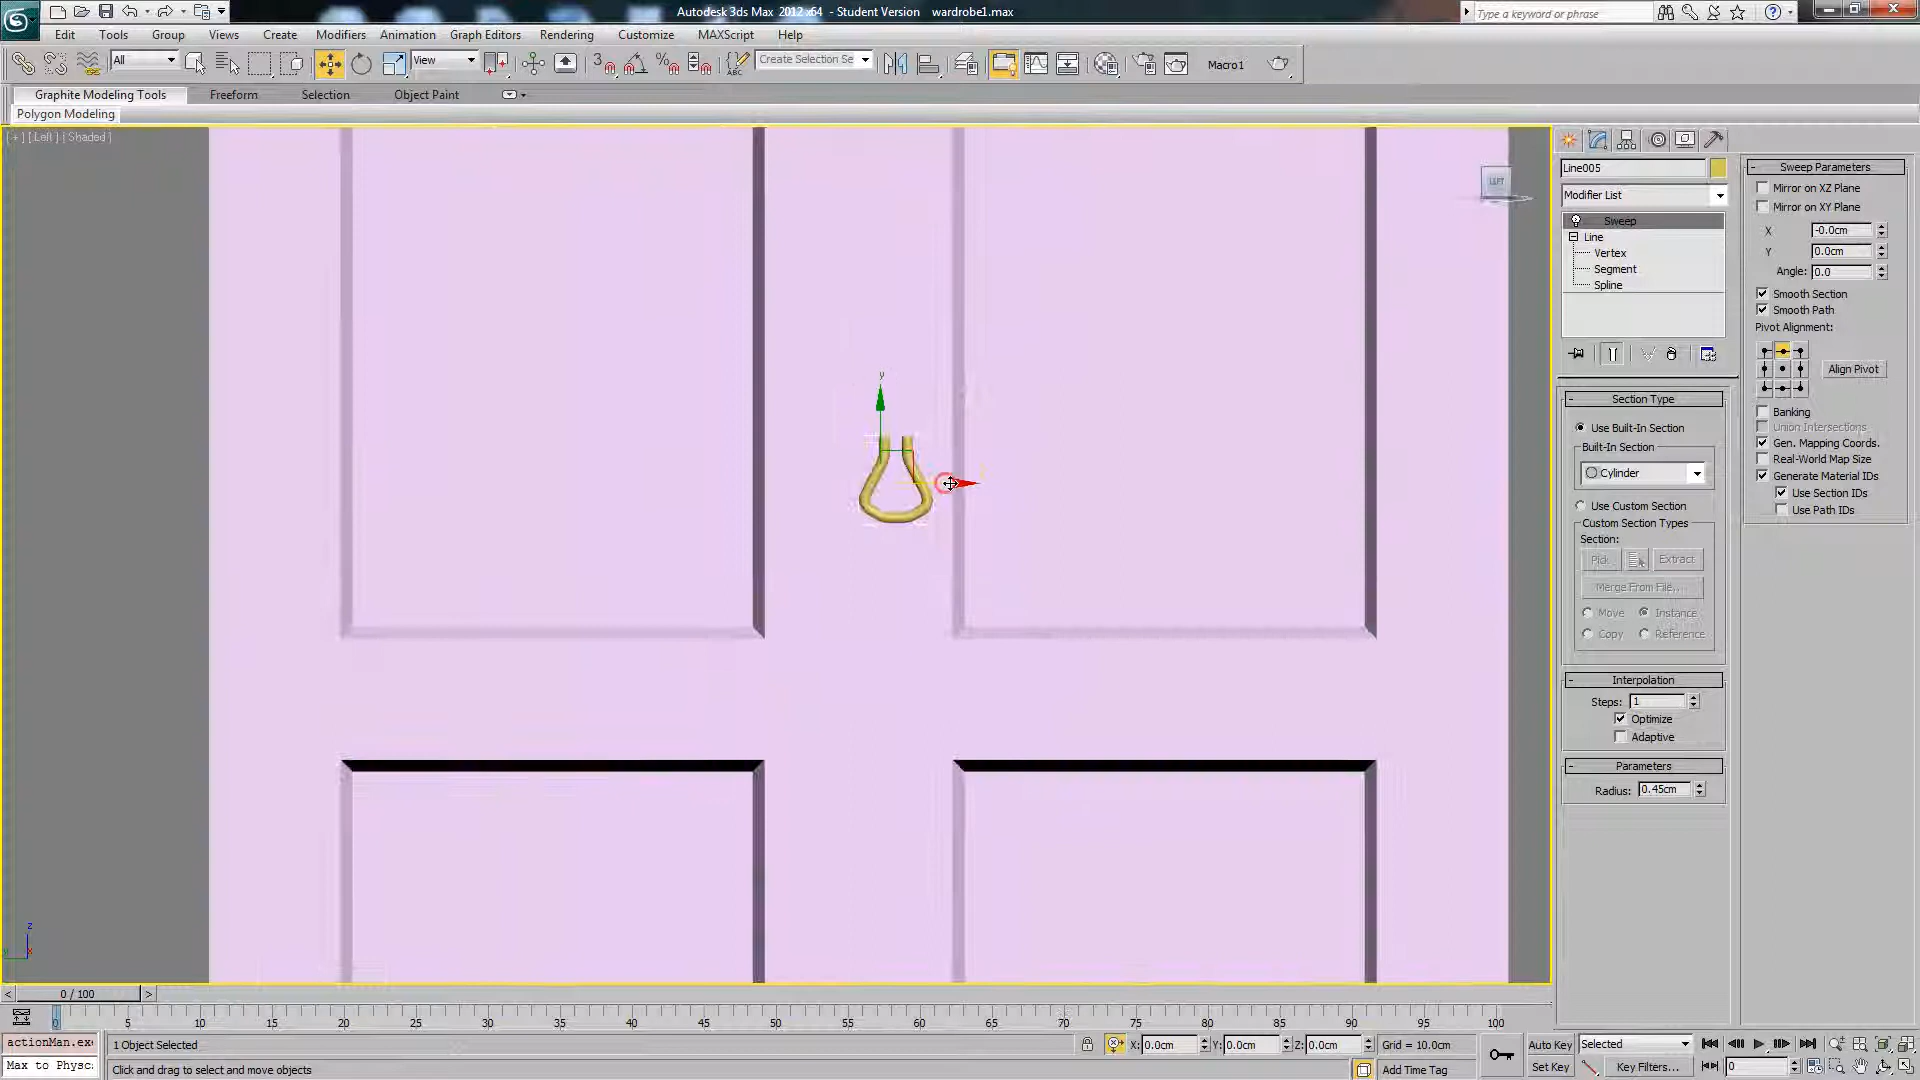 Autodesk 3ds Max 2012 x64 - Student Version wardrobe1.max
Type a keyword or phrase
Edit Tools Group Views Create Modifiers Animation Graph Editors Rendering Customize MAXScript Help
All View Create Selection Se Macro1
Graphite Modeling Tools Freeform Selection Object Paint
Polygon Modeling
[ + ] [ Left ] [ Shaded ]
LEFT
y
z
Line005
Modifier List
Sweep
Line
Vertex
Segment
Spline
Section Type
Use Built-In Section
Built-In Section
Cylinder
Use Custom Section
Custom Section Types
Section:
Pick Extract
Merge From File...
Move Instance
Copy Reference
Interpolation
Steps: 1
Optimize
Adaptive
Parameters
Radius: 0.45cm
Sweep Parameters
Mirror on XZ Plane
Mirror on XY Plane
X -0.0cm
Y 0.0cm
Angle: 0.0
Smooth Section
Smooth Path
Pivot Alignment:
Align Pivot
Banking
Union Intersections
Gen. Mapping Coords.
Real-World Map Size
Generate Material IDs
Use Section IDs
Use Path IDs
< 0 / 100 >
0 5 10 15 20 25 30 35 40 45 50 55 60 65 70 75 80 85 90 95 100
actionMan.exe
1 Object Selected X: 0.0cm Y: 0.0cm Z: 0.0cm Grid = 10.0cm Auto Key Selected
Max to Physc
Click and drag to select and move objects Add Time Tag Set Key Key Filters... 0